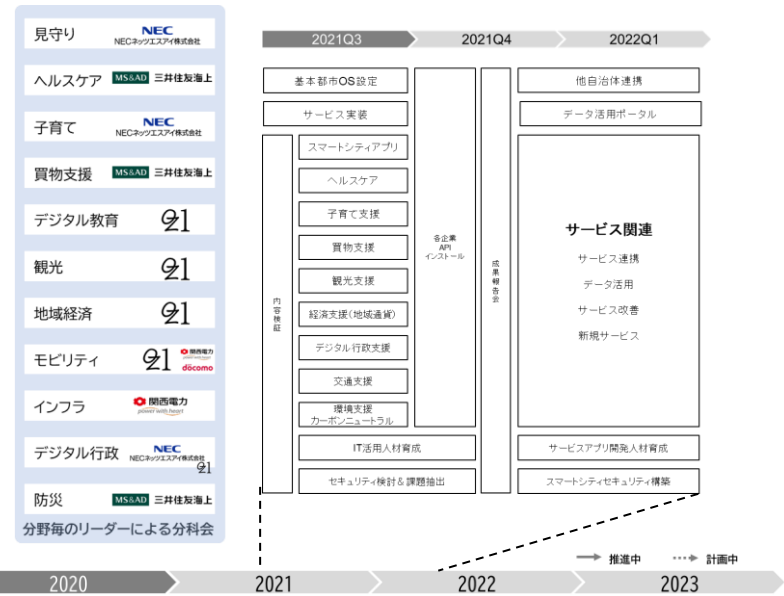 見守り
NEC
NECネッツエスアイ株式会社
ヘルスケア
MS&AD 三井住友海上
子育て
NEC
NECネッツエスアイ株式会社
買物支援
MS&AD 三井住友海上
デジタル教育
観光
地域経済
モビリティ
関西電力
power with heart
döcomo
インフラ
関西電力
power with heart
デジタル行政
NEC
NECネッツエスアイ株式会社
防災
MS&AD 三井住友海上
分野毎のリーダーによる分科会
2021Q3
2021Q4
2022Q1
基本都市OS設定
サービス実装
内容検証
スマートシティアプリ
ヘルスケア
子育て支援
買物支援
観光支援
経済支援(地域通貨)
デジタル行政支援
交通支援
環境支援
カーボンニュートラル
IT活用人材育成
セキュリティ検討&課題抽出
各企業
API
インストール
成果報告会
他自治体連携
データ活用ポータル
サービス関連
サービス連携
データ活用
サービス改善
新規サービス
サービスアプリ開発人材育成
スマートシティセキュリティ構築
推進中
計画中
2020
2021
2022
2023